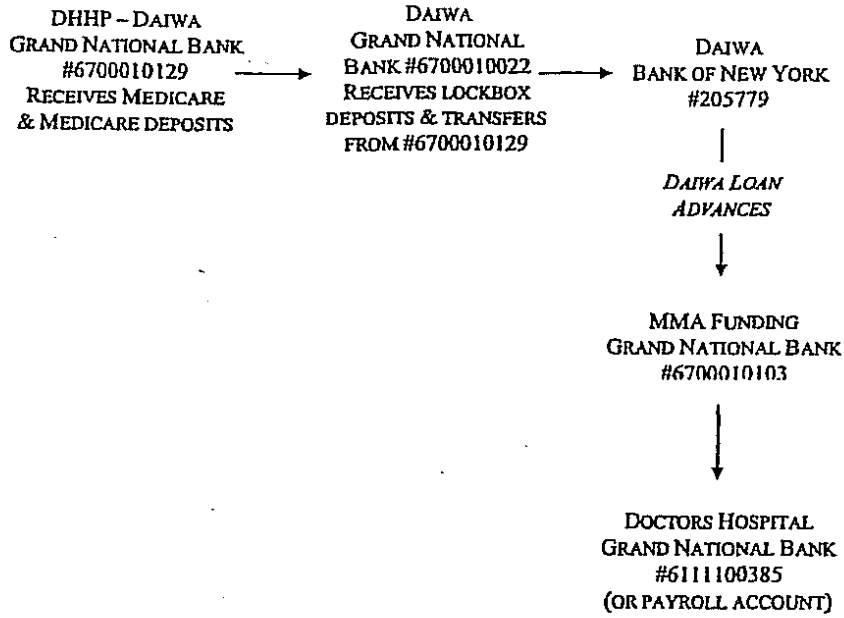 DHHP – DAIWA
GRAND NATIONAL BANK
#6700010129
RECEIVES MEDICARE
& MEDICARE DEPOSITS
DAIWA
GRAND NATIONAL
BANK #6700010022
RECEIVES LOCKBOX
DEPOSITS & TRANSFERS
FROM #6700010129
DAIWA
BANK OF NEW YORK
#205779
DAIWA LOAN
ADVANCES
MMA FUNDING
GRAND NATIONAL BANK
#6700010103
DOCTORS HOSPITAL
GRAND NATIONAL BANK
#6111100385
(OR PAYROLL ACCOUNT)